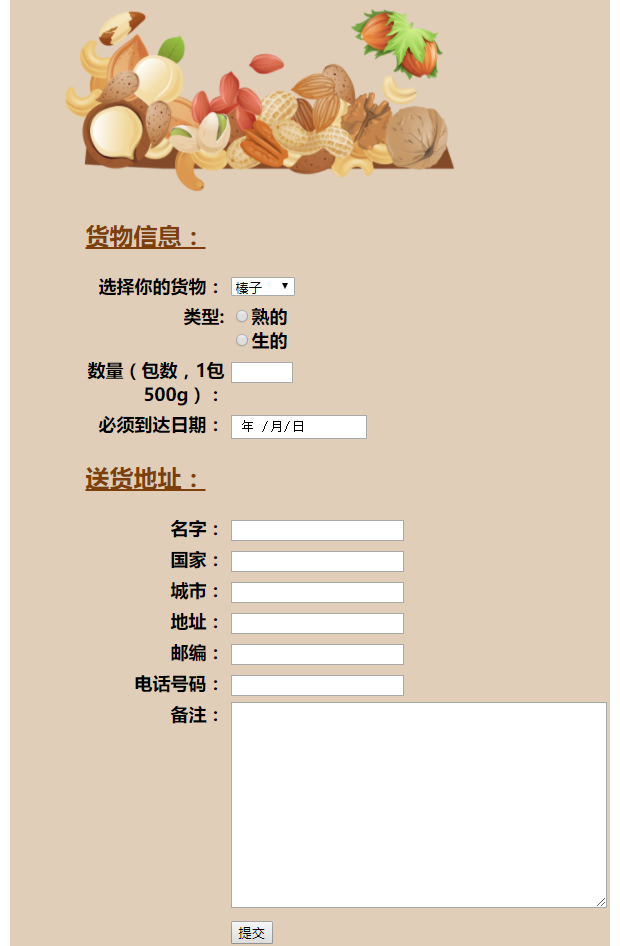 货物信息：
选择你的货物： 榛子
类型: 熟的
生的
数量（包数，1包
500g）：
必须到达日期： 年 /月/日
送货地址：
名字：
国家：
城市：
地址：
邮编：
电话号码：
备注：
提交